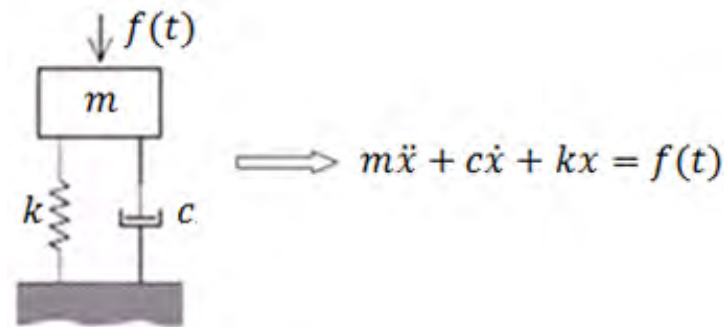 f(t)
m
k
c
mẍ + cẋ + kx = f(t)